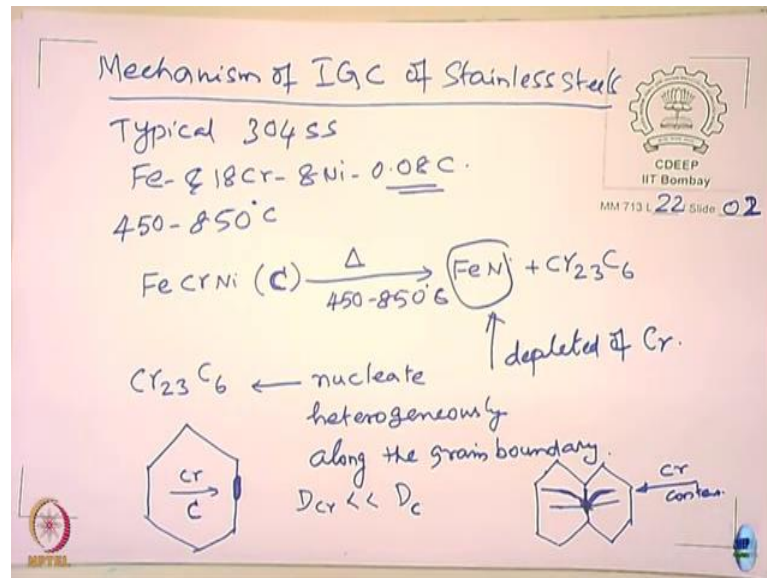 Mechanism of IGC of Stainless Steels
CDEEP
IIT Bombay
MM 713 L 22 Slide 02
Typical 304 SS
Fe- 18Cr- 8Ni- 0.08C.
450-850°C
FeCrNi (C) Δ 450-850°C FeNi + Cr23C6
depleted of Cr.
Cr23C6 ← nucleate
heterogeneously
along the grain boundary.
DCr << DC
Cr
C
Cr
conten.
NPTEL